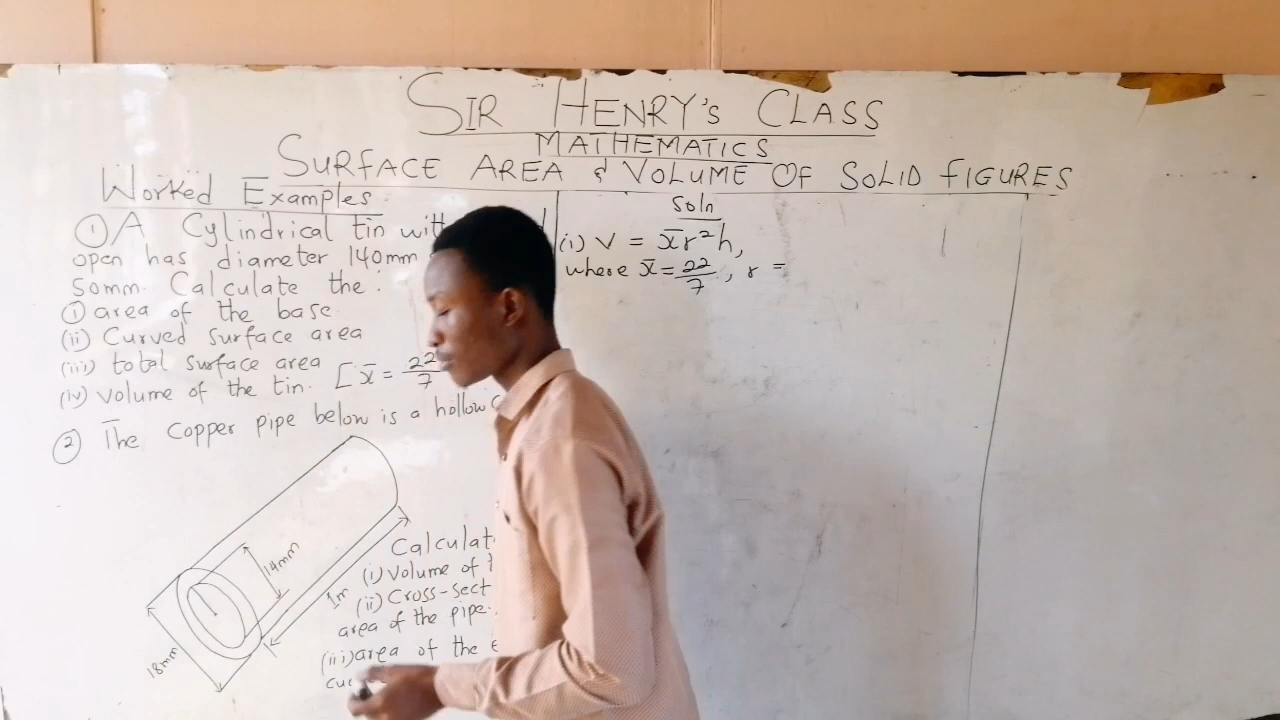 SIR HENRY'S CLASS
MATHEMATICS
SURFACE AREA & VOLUME OF SOLID FIGURES
Worked Examples
① A Cylindrical tin with
open has diameter 140mm
50mm. Calculate the:
① area of the base
(ii) Curved surface area
(iii) total surface area
(iv) Volume of the tin. [π = 22/7
② The Copper pipe below is a hollow
14mm
1m
18mm
Calculat
(i) Volume of
(ii) Cross-sect
area of the pipe.
(iii) area of the
cu
Soln
(i) V = πr²h,
where π = 22/7, r =